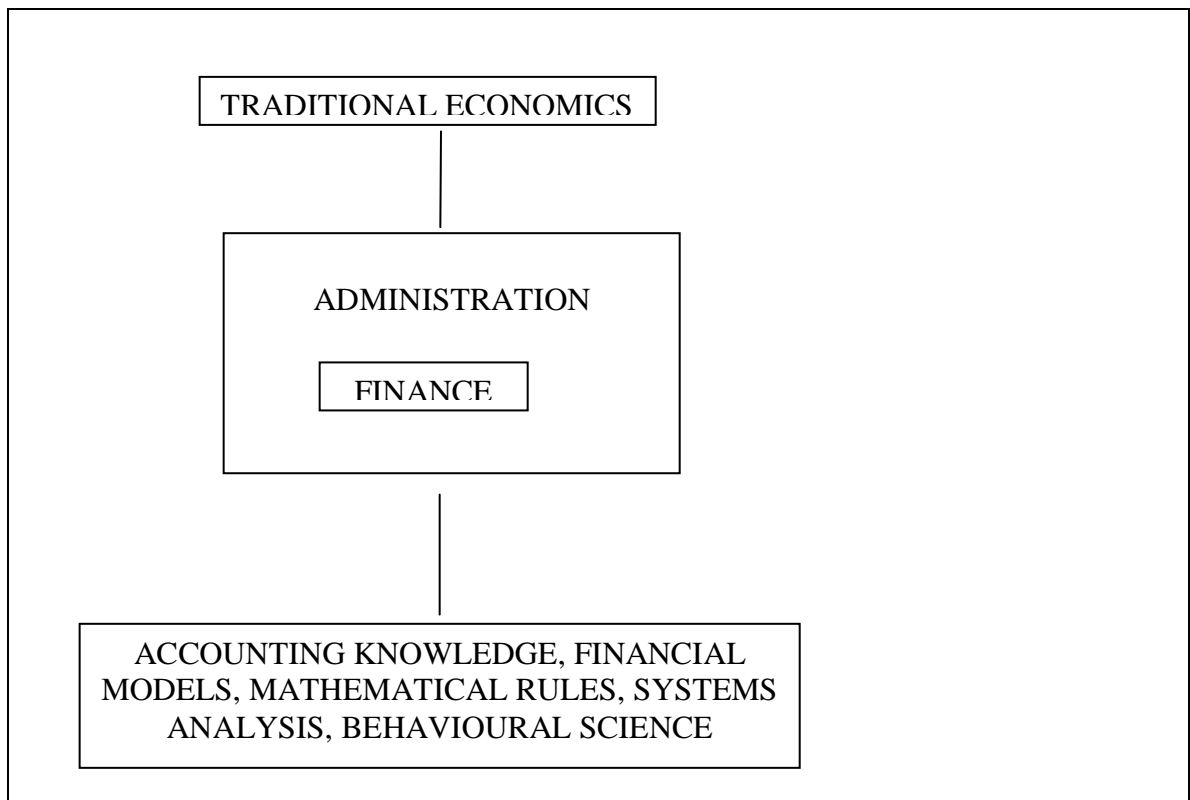 TRADITIONAL ECONOMICS
ADMINISTRATION
FINANCE
ACCOUNTING KNOWLEDGE, FINANCIAL
MODELS, MATHEMATICAL RULES, SYSTEMS
ANALYSIS, BEHAVIOURAL SCIENCE